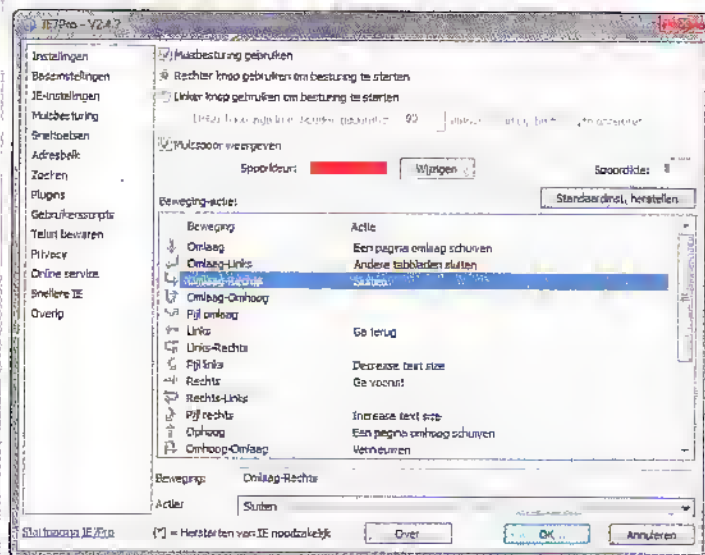 IE7Pro - V2.4.7
Instellingen
Basisinstellingen
IE-instellingen
Muisbesturing
Sneltoetsen
Adresbalk
Zoeken
Plugins
Gebruikersscripts
Telun bewaren
Privacy
Online service
Snellere IE
Overig
Muisbesturing gebruiken
Rechter knop gebruiken om besturing te starten
Linker knop gebruiken om besturing te starten
Muisspoor weergeven
Spoorkleur:
Wijzigen
Spoordikte:
Beweging-acties
Standaardinst. herstellen
Beweging Actie
Omlaag Een pagina omlaag schuiven
Omlaag-Links Andere tabbladen sluiten
Omlaag-Rechts Sluiten
Omlaag-Omhoog
Pijl omlaag
Links Ga terug
Links-Rechts
Pijl links Decrease text size
Rechts Ga vooruit
Rechts-Links
Pijl rechts Increase text size
Ophoog Een pagina omhoog schuiven
Omhoog-Omlaag Vernieuwen
Beweging: Omlaag-Rechts
Actie: Sluiten
[*] = Herstarten van IE noodzakelijk
Over
OK
Annuleren